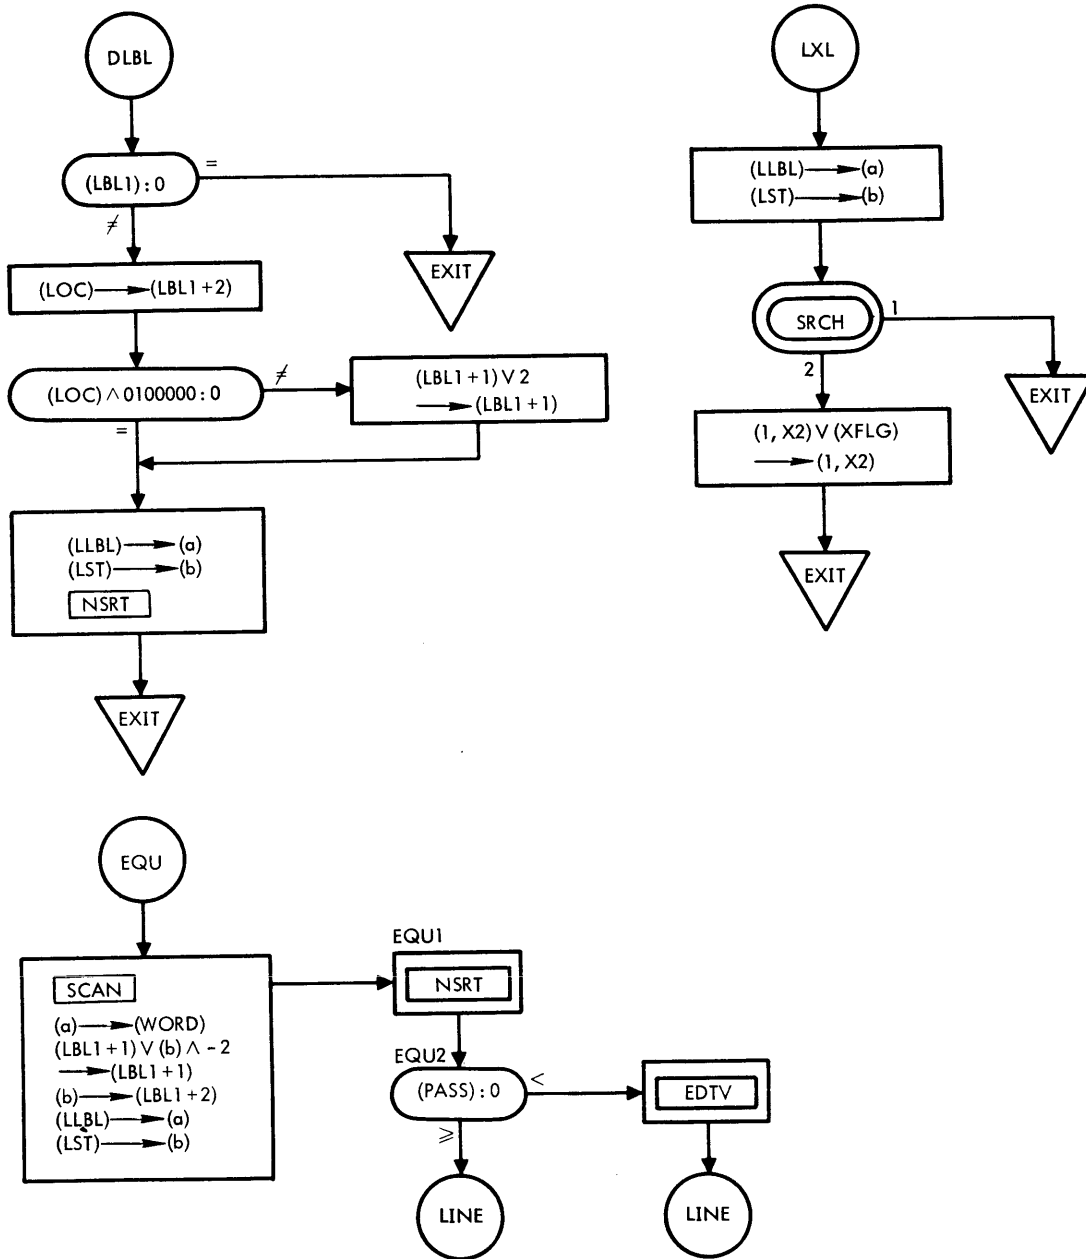 DLBL
(LBL1) : 0
=
≠
EXIT
(LOC) ⟶ (LBL1+2)
(LOC) ∧ 0100000 : 0
≠
=
(LBL1+1) ∨ 2
⟶ (LBL1+1)
(LLBL) ⟶ (a)
(LST) ⟶ (b)
NSRT
EXIT
LXL
(LLBL) ⟶ (a)
(LST) ⟶ (b)
SRCH
1
2
EXIT
(1, X2) ∨ (XFLG)
⟶ (1, X2)
EXIT
EQU
SCAN
(a) ⟶ (WORD)
(LBL1+1) ∨ (b) ∧ -2
⟶ (LBL1+1)
(b) ⟶ (LBL1+2)
(LLBL) ⟶ (a)
(LST) ⟶ (b)
EQU1
NSRT
EQU2
(PASS) : 0
<
≥
EDTV
LINE
LINE